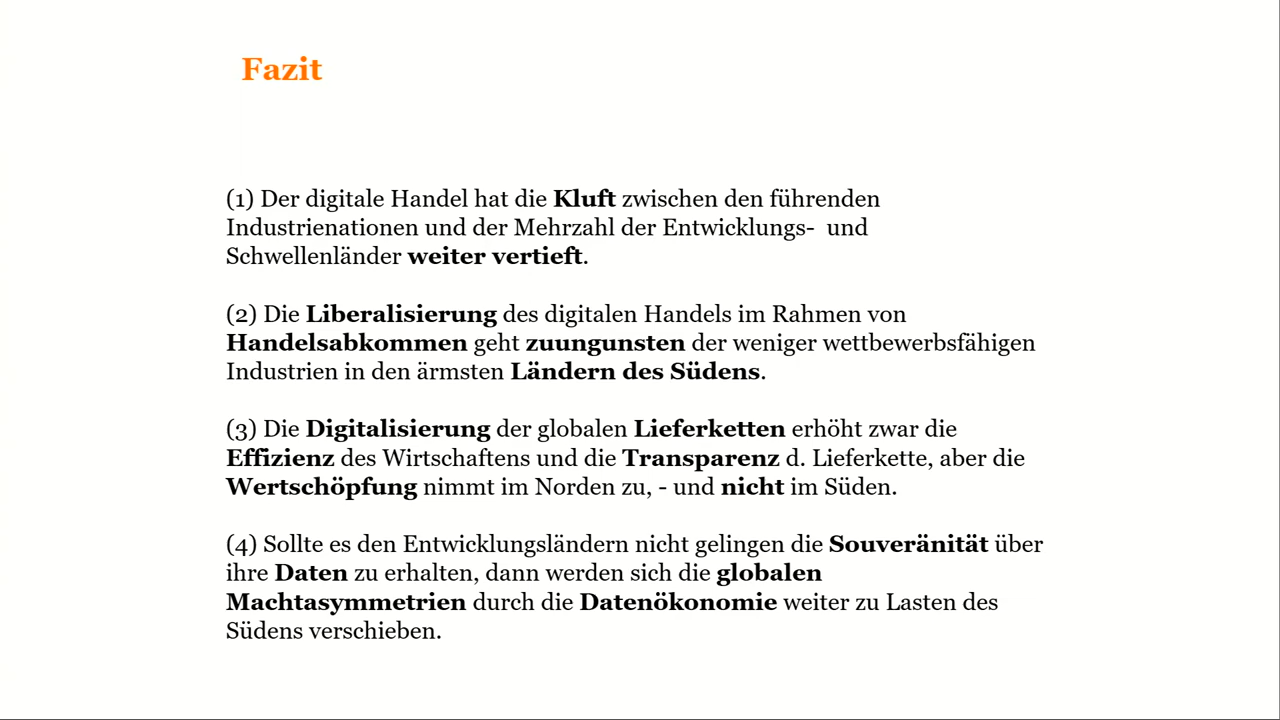 Fazit
(1) Der digitale Handel hat die Kluft zwischen den führenden
Industrienationen und der Mehrzahl der Entwicklungs-  und
Schwellenländer weiter vertieft.
(2) Die Liberalisierung des digitalen Handels im Rahmen von
Handelsabkommen geht zuungunsten der weniger wettbewerbsfähigen
Industrien in den ärmsten Ländern des Südens.
(3) Die Digitalisierung der globalen Lieferketten erhöht zwar die
Effizienz des Wirtschaftens und die Transparenz d. Lieferkette, aber die
Wertschöpfung nimmt im Norden zu, - und nicht im Süden.
(4) Sollte es den Entwicklungsländern nicht gelingen die Souveränität über
ihre Daten zu erhalten, dann werden sich die globalen
Machtasymmetrien durch die Datenökonomie weiter zu Lasten des
Südens verschieben.